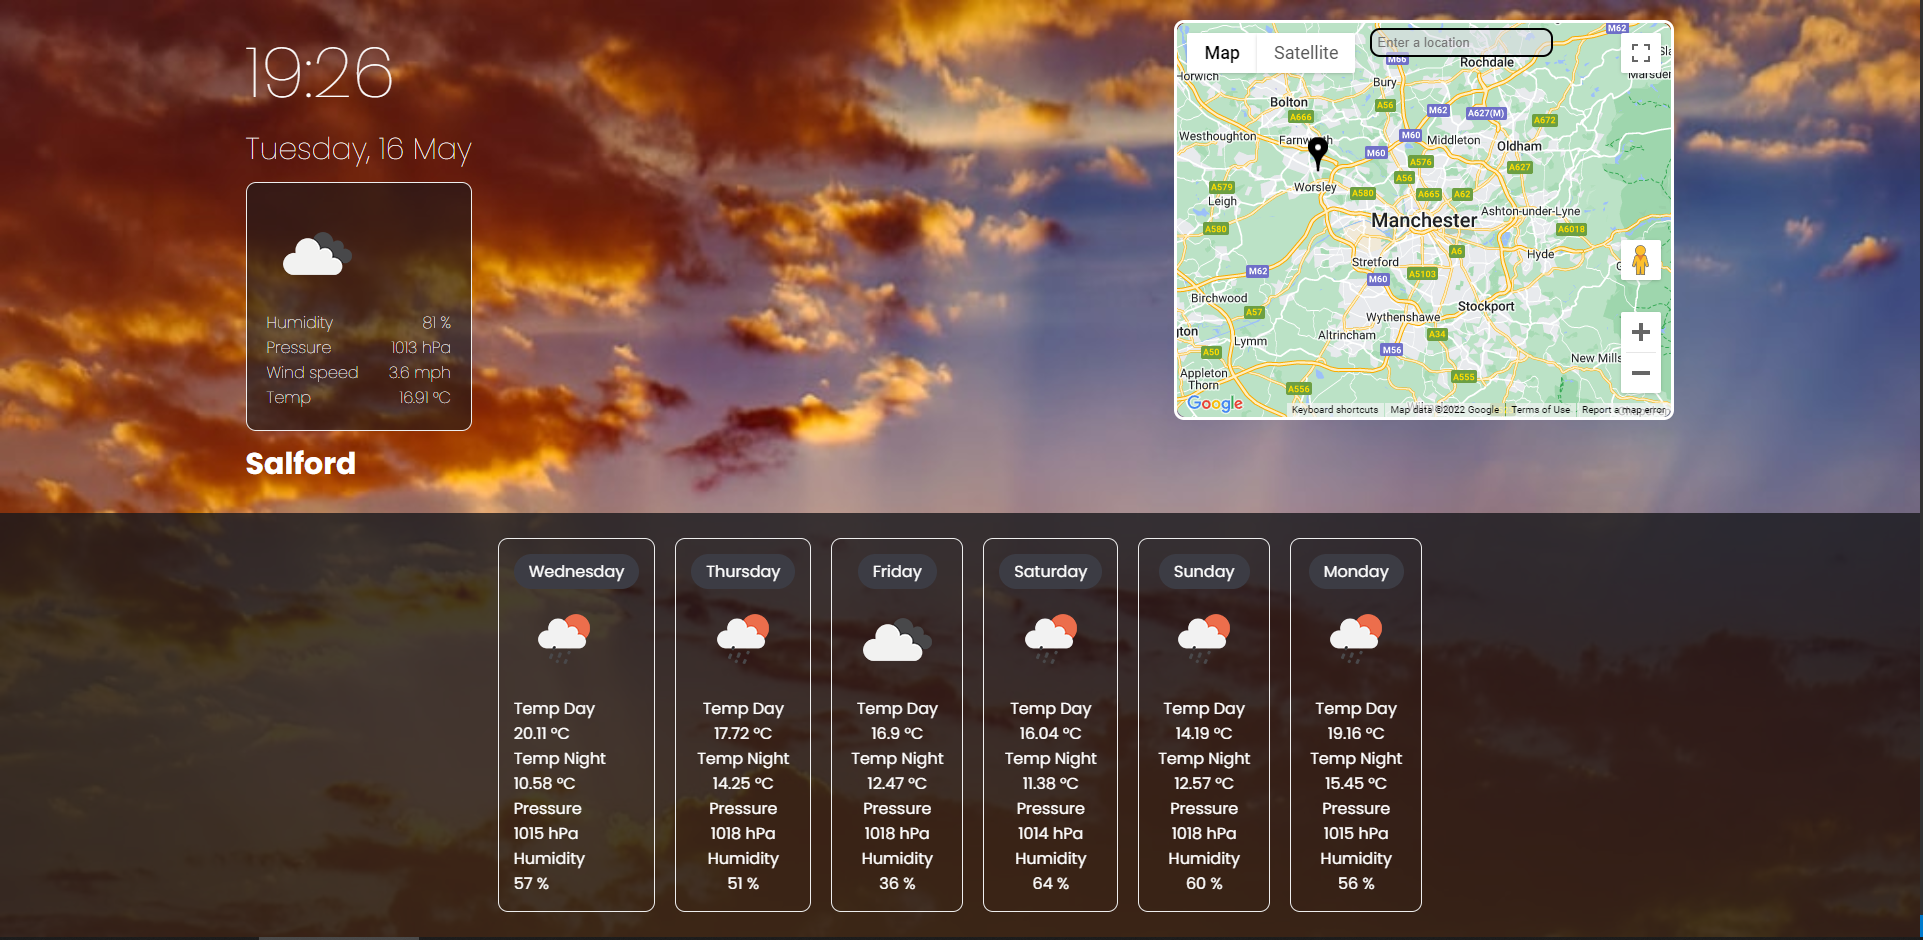 19:26
Tuesday, 16 May
Humidity 81 %
Pressure 1013 hPa
Wind speed 3.6 mph
Temp 16.91 °C
Salford
Map Satellite
Enter a location
M62
M66
Rochdale
Marsden
Horwich
Bury
Bolton
A56
M62
A627(M)
A666
A672
Westhoughton
Farnworth
M60
Middleton
Oldham
M60
A576
A627
A56
A579
Worsley
A580
A665
A62
Leigh
Manchester
Ashton-under-Lyne
A580
A6018
A6
Hyde
Stretford
M62
A5103
M60
Birchwood
Stockport
A57
Wythenshawe
Altrincham
A34
Lymm
M56
A50
New Mills
Appleton
Thorn
A555
A556
Google
Keyboard shortcuts Map data ©2022 Google Terms of Use Report a map error
Wednesday
Temp Day
20.11 °C
Temp Night
10.58 °C
Pressure
1015 hPa
Humidity
57 %
Thursday
Temp Day
17.72 °C
Temp Night
14.25 °C
Pressure
1018 hPa
Humidity
51 %
Friday
Temp Day
16.9 °C
Temp Night
12.47 °C
Pressure
1018 hPa
Humidity
36 %
Saturday
Temp Day
16.04 °C
Temp Night
11.38 °C
Pressure
1014 hPa
Humidity
64 %
Sunday
Temp Day
14.19 °C
Temp Night
12.57 °C
Pressure
1018 hPa
Humidity
60 %
Monday
Temp Day
19.16 °C
Temp Night
15.45 °C
Pressure
1015 hPa
Humidity
56 %